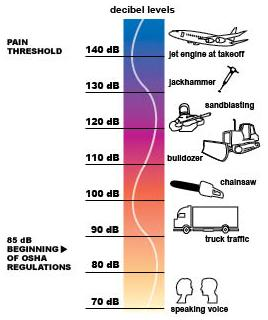 decibel levels
PAIN
THRESHOLD
140 dB
jet engine at takeoff
jackhammer
130 dB
sandblasting
120 dB
110 dB
bulldozer
chainsaw
100 dB
90 dB
truck traffic
85 dB
BEGINNING ▶
OF OSHA
REGULATIONS
80 dB
70 dB
speaking voice